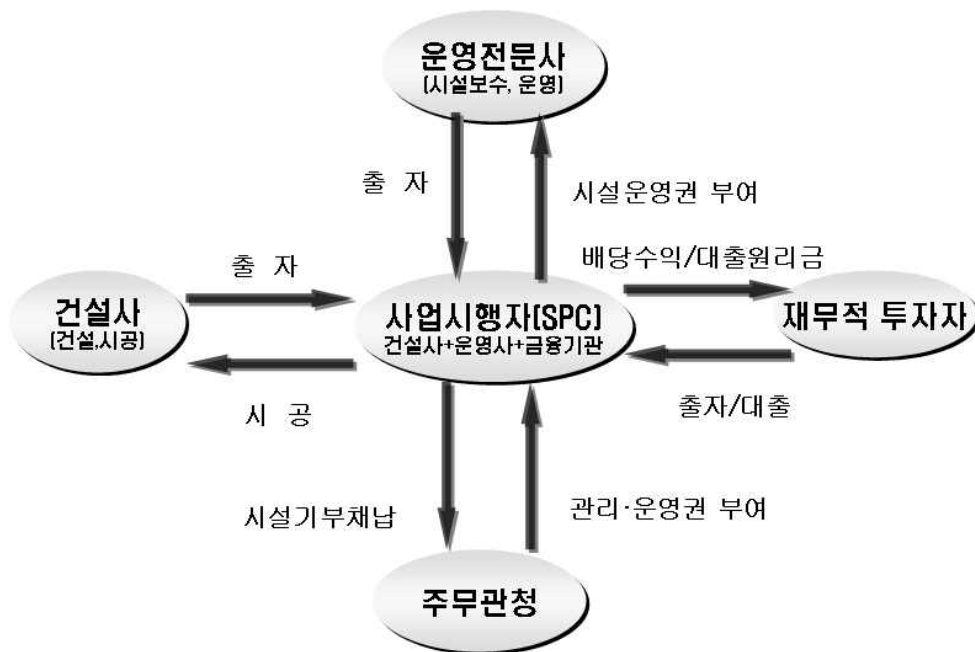 운영전문사
(시설보수, 운영)
출 자
시설운영권 부여
배당수익/대출원리금
출 자
건설사
(건설,시공)
사업시행자(SPC)
건설사+운영사+금융기관
재무적 투자자
시 공
출자/대출
시설기부채납
관리·운영권 부여
주무관청